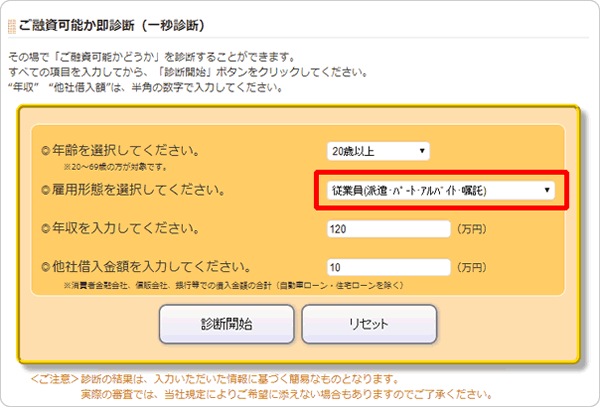 ご融資可能か即診断（一秒診断）
その場で「ご融資可能かどうか」を診断することができます。
すべての項目を入力してから、「診断開始」ボタンをクリックしてください。
“年収” “他社借入額”は、半角の数字で入力してください。
◎年齢を選択してください。 20歳以上
※20～69歳の方が対象です。
◎雇用形態を選択してください。 従業員(派遣･ﾊﾟｰﾄ･ｱﾙﾊﾞｲﾄ･嘱託)
◎年収を入力してください。 120 （万円）
◎他社借入金額を入力してください。 10 （万円）
※消費者金融会社、信販会社、銀行等での借入金額の合計（自動車ローン・住宅ローンを除く）
診断開始 リセット
＜ご注意＞診断の結果は、入力いただいた情報に基づく簡易なものとなります。
実際の審査では、当社規定によりご希望に添えない場合もありますのでご了承ください。